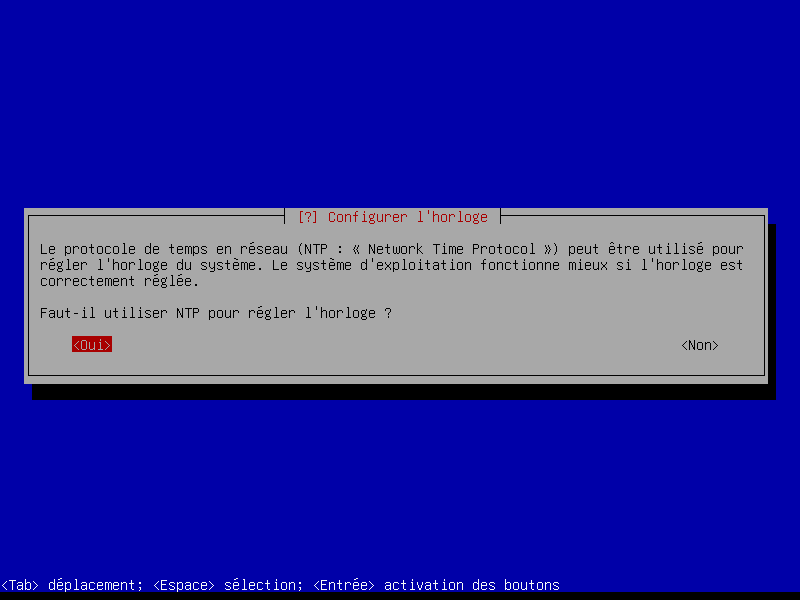 [?] Configurer l'horloge
Le protocole de temps en réseau (NTP : « Network Time Protocol ») peut être utilisé pour
régler l'horloge du système. Le système d'exploitation fonctionne mieux si l'horloge est
correctement réglée.
Faut-il utiliser NTP pour régler l'horloge ?
<Oui> <Non>
<Tab> déplacement; <Espace> sélection; <Entrée> activation des boutons